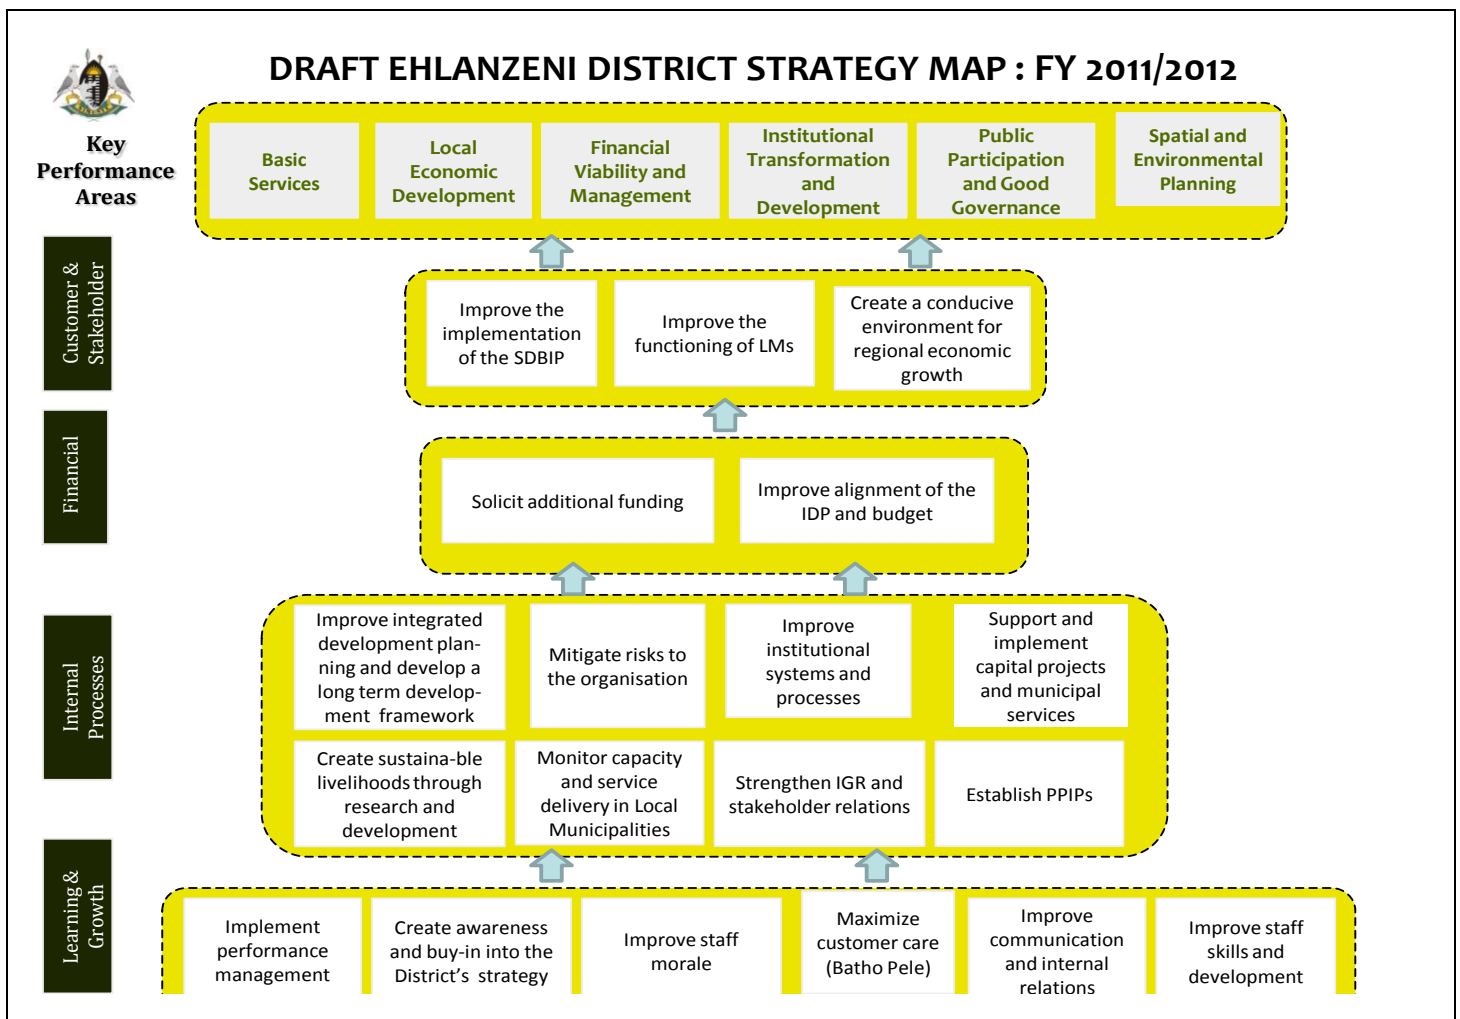 DRAFT EHLANZENI DISTRICT STRATEGY MAP : FY 2011/2012
Key
Performance
Areas
Basic
Services
Local
Economic
Development
Financial
Viability and
Management
Institutional
Transformation
and
Development
Public
Participation
and Good
Governance
Spatial and
Environmental
Planning
Customer &
Stakeholder
Improve the
implementation
of the SDBIP
Improve the
functioning of LMs
Create a conducive
environment for
regional economic
growth
Financial
Solicit additional funding
Improve alignment of the
IDP and budget
Internal
Processes
Improve integrated
development plan-
ning and develop a
long term develop-
ment  framework
Mitigate risks to
the organisation
Improve
institutional
systems and
processes
Support and
implement
capital projects
and municipal
services
Create sustaina-ble
livelihoods through
research and
development
Monitor capacity
and service
delivery in Local
Municipalities
Strengthen IGR and
stakeholder relations
Establish PPIPs
Learning &
Growth
Implement
performance
management
Create awareness
and buy-in into the
District's  strategy
Improve staff
morale
Maximize
customer care
(Batho Pele)
Improve
communication
and internal
relations
Improve staff
skills and
development